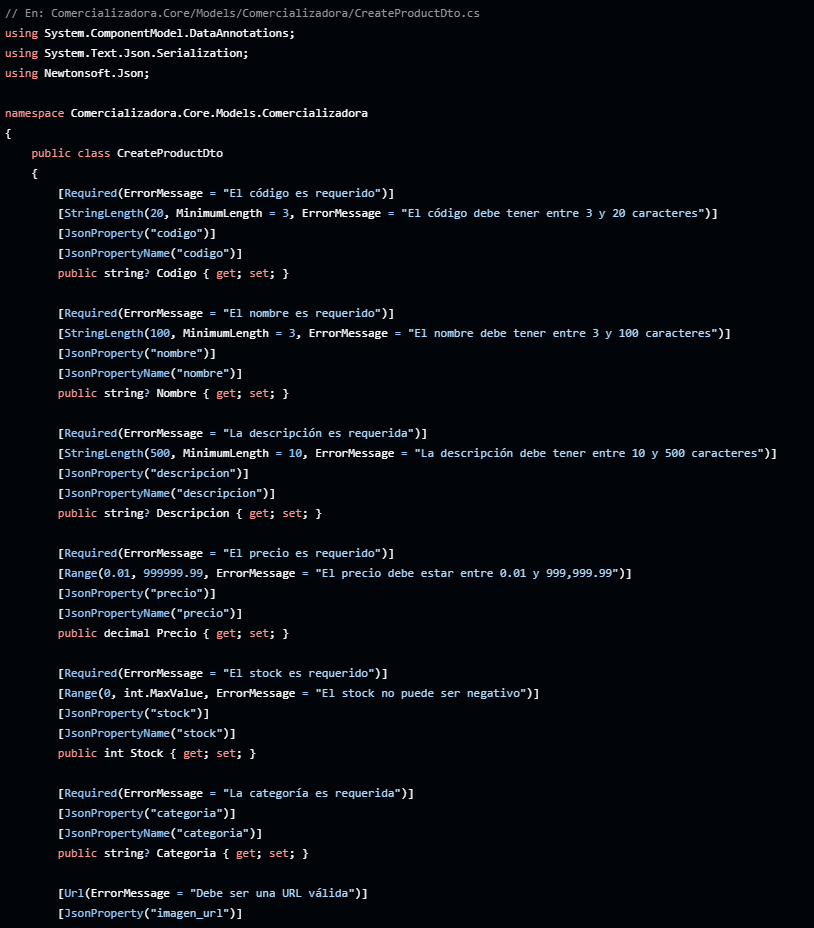 // En: Comercializadora.Core/Models/Comercializadora/CreateProductDto.cs
using System.ComponentModel.DataAnnotations;
using System.Text.Json.Serialization;
using Newtonsoft.Json;

namespace Comercializadora.Core.Models.Comercializadora
{
    public class CreateProductDto
    {
        [Required(ErrorMessage = "El código es requerido")]
        [StringLength(20, MinimumLength = 3, ErrorMessage = "El código debe tener entre 3 y 20 caracteres")]
        [JsonProperty("codigo")]
        [JsonPropertyName("codigo")]
        public string? Codigo { get; set; }

        [Required(ErrorMessage = "El nombre es requerido")]
        [StringLength(100, MinimumLength = 3, ErrorMessage = "El nombre debe tener entre 3 y 100 caracteres")]
        [JsonProperty("nombre")]
        [JsonPropertyName("nombre")]
        public string? Nombre { get; set; }

        [Required(ErrorMessage = "La descripción es requerida")]
        [StringLength(500, MinimumLength = 10, ErrorMessage = "La descripción debe tener entre 10 y 500 caracteres")]
        [JsonProperty("descripcion")]
        [JsonPropertyName("descripcion")]
        public string? Descripcion { get; set; }

        [Required(ErrorMessage = "El precio es requerido")]
        [Range(0.01, 999999.99, ErrorMessage = "El precio debe estar entre 0.01 y 999,999.99")]
        [JsonProperty("precio")]
        [JsonPropertyName("precio")]
        public decimal Precio { get; set; }

        [Required(ErrorMessage = "El stock es requerido")]
        [Range(0, int.MaxValue, ErrorMessage = "El stock no puede ser negativo")]
        [JsonProperty("stock")]
        [JsonPropertyName("stock")]
        public int Stock { get; set; }

        [Required(ErrorMessage = "La categoría es requerida")]
        [JsonProperty("categoria")]
        [JsonPropertyName("categoria")]
        public string? Categoria { get; set; }

        [Url(ErrorMessage = "Debe ser una URL válida")]
        [JsonProperty("imagen_url")]